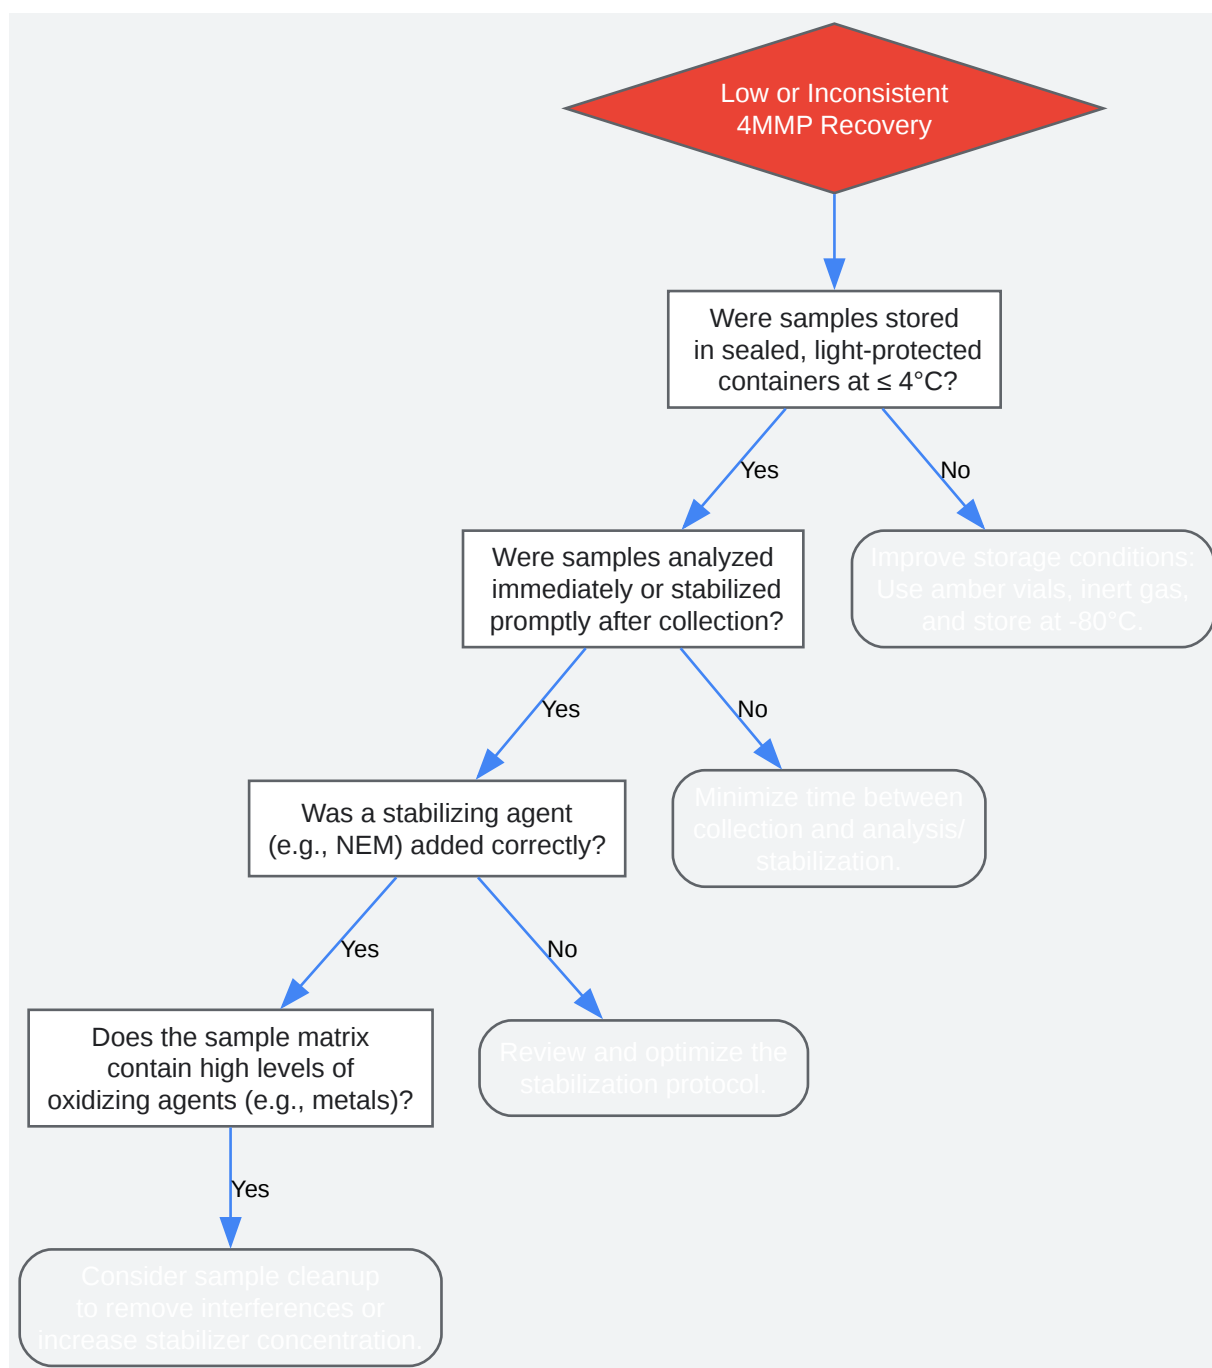 Low or Inconsistent
4MMP Recovery
Were samples stored
in sealed, light-protected
containers at ≤ 4°C?
Yes
No
Were samples analyzed
immediately or stabilized
promptly after collection?
Improve storage conditions:
Use amber vials, inert gas,
and store at -80°C.
Yes
No
Was a stabilizing agent
(e.g., NEM) added correctly?
Minimize time between
collection and analysis/
stabilization.
Yes
No
Does the sample matrix
contain high levels of
oxidizing agents (e.g., metals)?
Review and optimize the
stabilization protocol.
Yes
Consider sample cleanup
to remove interferences or
increase stabilizer concentration.